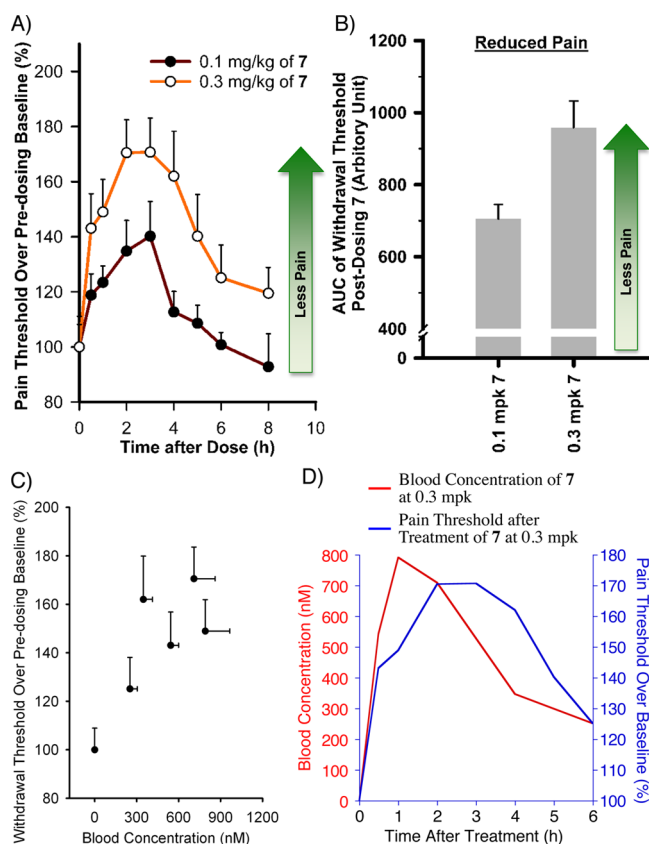 A)
0.1 mg/kg of 7
0.3 mg/kg of 7
Pain Threshold Over Pre-dosing Baseline (%)
200
180
160
140
120
100
80
0
2
4
6
8
10
Time after Dose (h)
Less Pain
B)
Reduced Pain
AUC of Withdrawal Threshold
Post-Dosing 7 (Arbitory Unit)
1200
1000
800
600
400
0
0.1 mpk 7
0.3 mpk 7
Less Pain
C)
Withdrawal Threshold Over Pre-dosing Baseline (%)
200
180
160
140
120
100
80
0
300
600
900
1200
Blood Concentration (nM)
D)
Blood Concentration of 7
at 0.3 mpk
Pain Threshold after
Treatment of 7 at 0.3 mpk
Blood Concentration (nM)
800
700
600
500
400
300
200
100
0
180
170
160
150
140
130
120
110
100
Pain Threshold Over Baseline (%)
0
1
2
3
4
5
6
Time After Treatment (h)